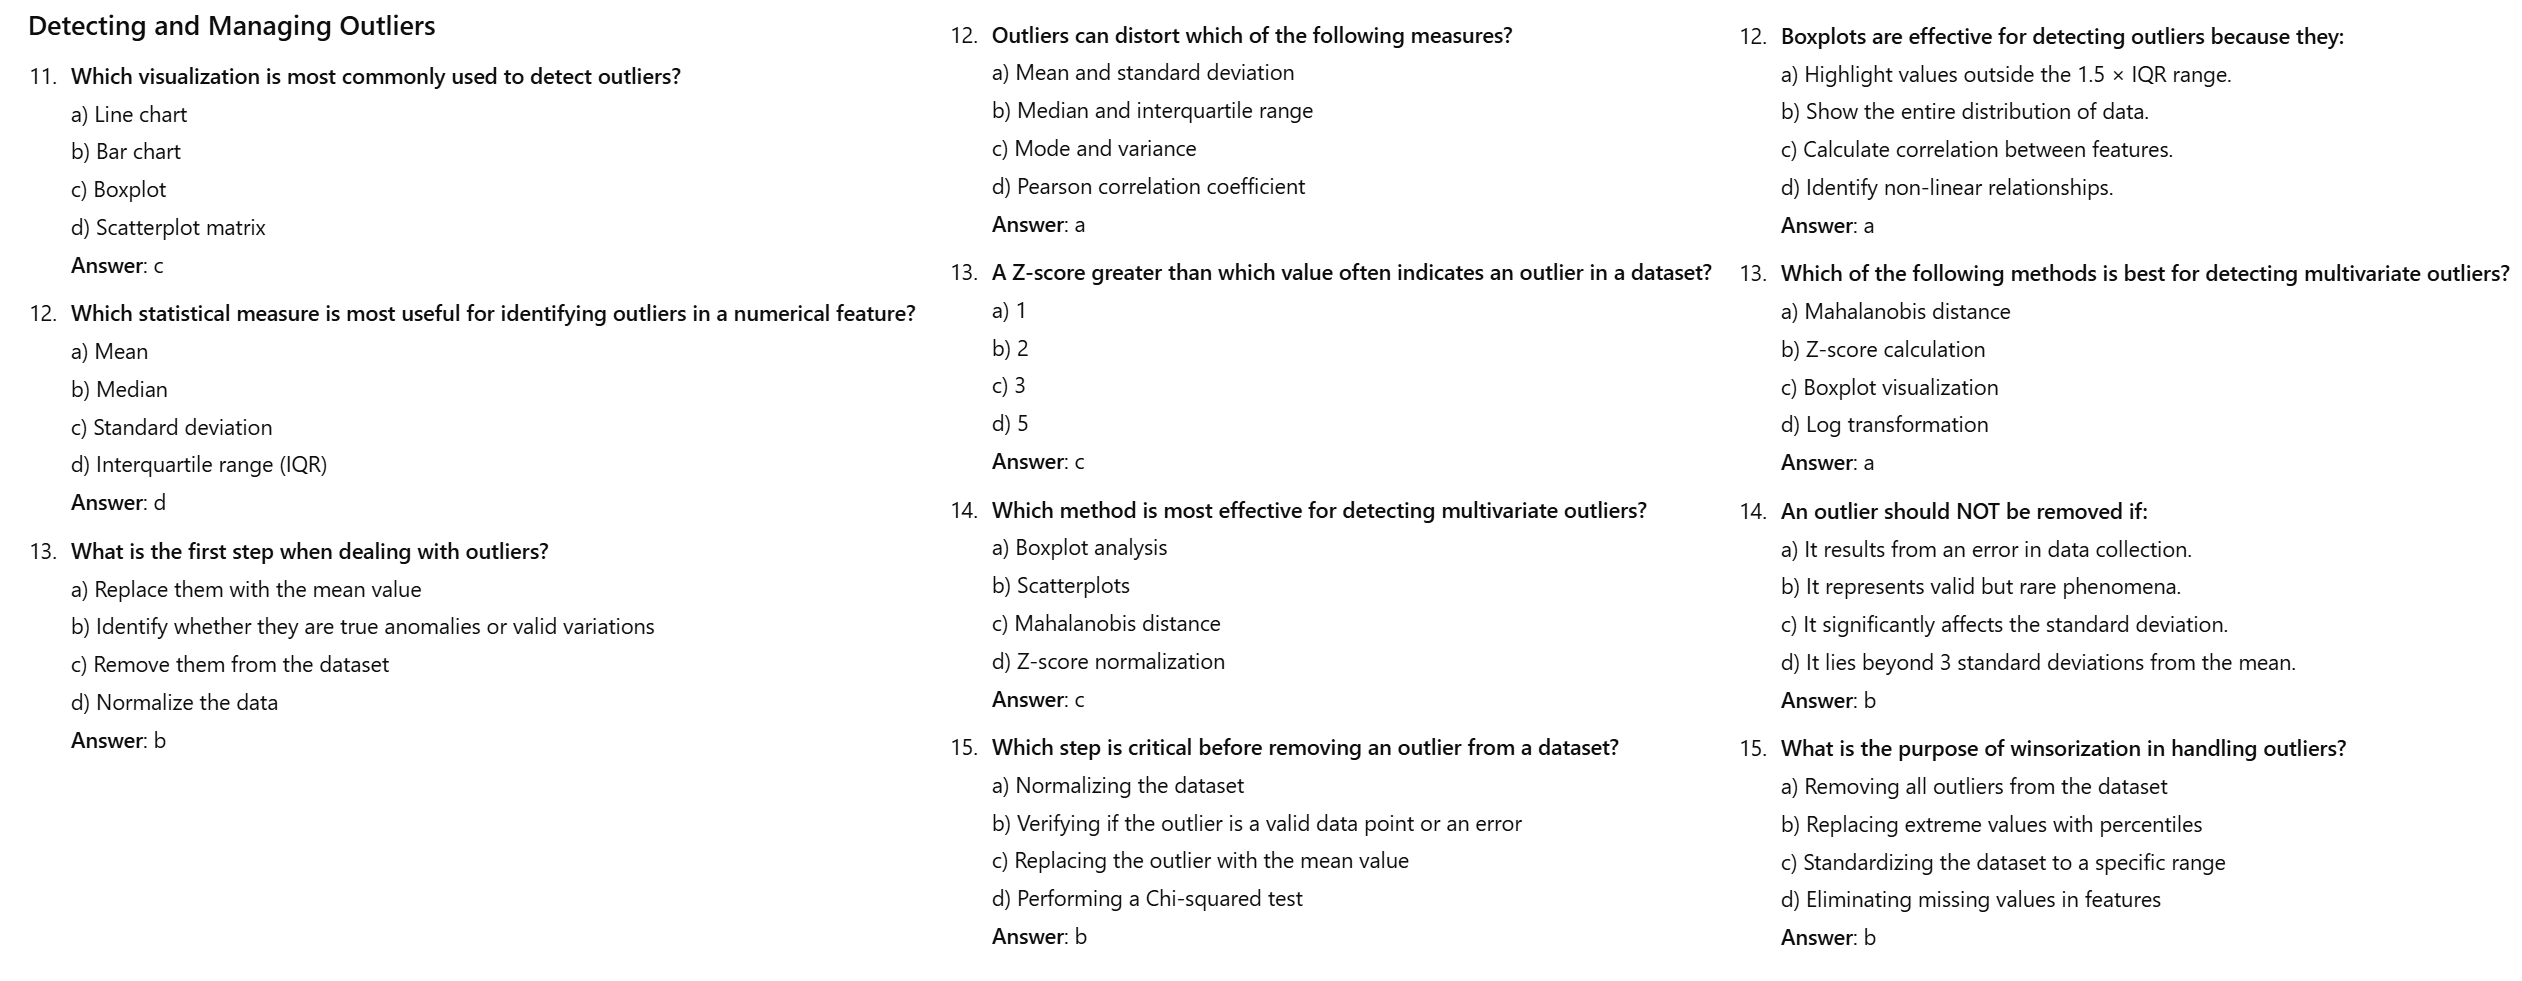 Detecting and Managing Outliers
11. Which visualization is most commonly used to detect outliers?
a) Line chart
b) Bar chart
c) Boxplot
d) Scatterplot matrix
Answer: c
12. Which statistical measure is most useful for identifying outliers in a numerical feature?
a) Mean
b) Median
c) Standard deviation
d) Interquartile range (IQR)
Answer: d
13. What is the first step when dealing with outliers?
a) Replace them with the mean value
b) Identify whether they are true anomalies or valid variations
c) Remove them from the dataset
d) Normalize the data
Answer: b
12. Outliers can distort which of the following measures?
a) Mean and standard deviation
b) Median and interquartile range
c) Mode and variance
d) Pearson correlation coefficient
Answer: a
13. A Z-score greater than which value often indicates an outlier in a dataset?
a) 1
b) 2
c) 3
d) 5
Answer: c
14. Which method is most effective for detecting multivariate outliers?
a) Boxplot analysis
b) Scatterplots
c) Mahalanobis distance
d) Z-score normalization
Answer: c
15. Which step is critical before removing an outlier from a dataset?
a) Normalizing the dataset
b) Verifying if the outlier is a valid data point or an error
c) Replacing the outlier with the mean value
d) Performing a Chi-squared test
Answer: b
12. Boxplots are effective for detecting outliers because they:
a) Highlight values outside the 1.5 × IQR range.
b) Show the entire distribution of data.
c) Calculate correlation between features.
d) Identify non-linear relationships.
Answer: a
13. Which of the following methods is best for detecting multivariate outliers?
a) Mahalanobis distance
b) Z-score calculation
c) Boxplot visualization
d) Log transformation
Answer: a
14. An outlier should NOT be removed if:
a) It results from an error in data collection.
b) It represents valid but rare phenomena.
c) It significantly affects the standard deviation.
d) It lies beyond 3 standard deviations from the mean.
Answer: b
15. What is the purpose of winsorization in handling outliers?
a) Removing all outliers from the dataset
b) Replacing extreme values with percentiles
c) Standardizing the dataset to a specific range
d) Eliminating missing values in features
Answer: b